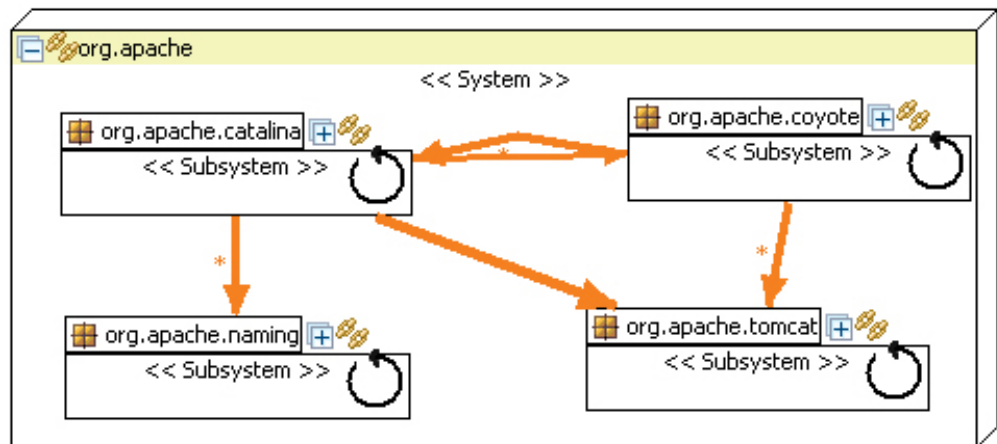 org.apache
<< System >>
org.apache.catalina
<< Subsystem >>
org.apache.coyote
<< Subsystem >>
*
*
*
org.apache.naming
<< Subsystem >>
org.apache.tomcat
<< Subsystem >>